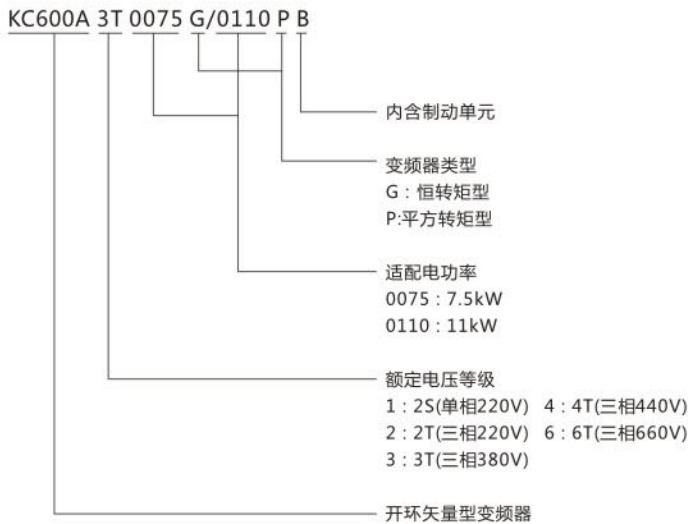 KC600A 3T 0075 G/0110 P B
内含制动单元
变频器类型
G：恒转矩型
P:平方转矩型
适配电功率
0075：7.5kW
0110：11kW
额定电压等级
1：2S(单相220V) 4：4T(三相440V)
2：2T(三相220V) 6：6T(三相660V)
3：3T(三相380V)
开环矢量型变频器